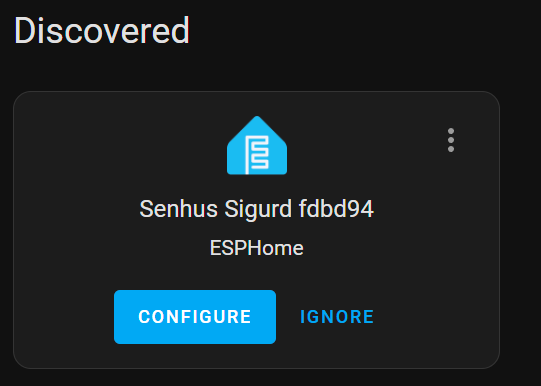 Discovered
Senhus Sigurd fdbd94
ESPHome
CONFIGURE
IGNORE